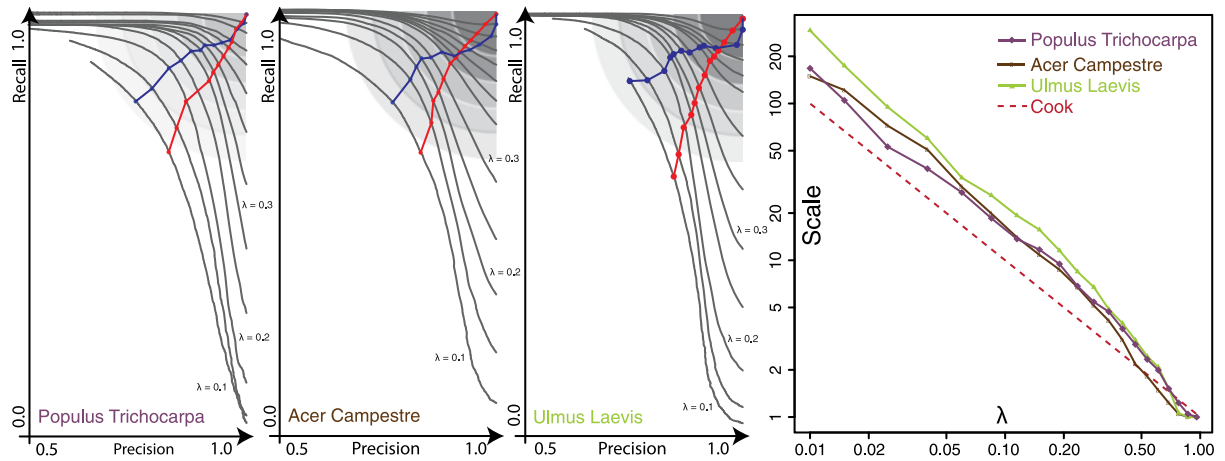 Recall 1.0
0.0
λ = 0.3
λ = 0.2
λ = 0.1
Populus Trichocarpa
0.5 Precision 1.0
Recall 1.0
0.0
λ = 0.3
λ = 0.2
λ = 0.1
Acer Campestre
0.5 Precision 1.0
Recall 1.0
0.0
λ = 0.3
λ = 0.2
λ = 0.1
Ulmus Laevis
0.5 Precision 1.0
Populus Trichocarpa
Acer Campestre
Ulmus Laevis
Cook
Scale
200
100
50
20
10
5
2
1
λ
0.01 0.02 0.05 0.10 0.20 0.50 1.00